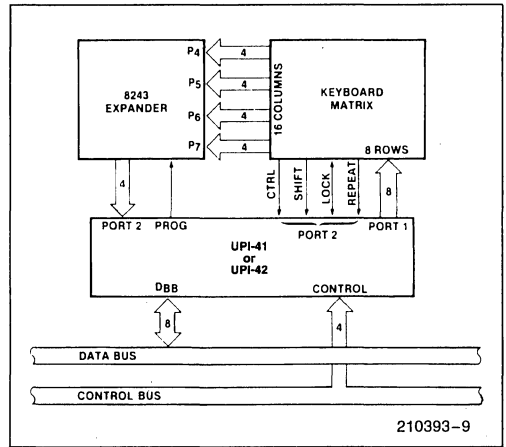 P4
4
P5
4
8243
EXPANDER
P6
4
P7
4
16 COLUMNS
KEYBOARD
MATRIX
8 ROWS
4
CTRL
SHIFT
LOCK
REPEAT
8
PORT 2
PROG
PORT 2
PORT 1
UPI-41
or
UPI-42
DBB
CONTROL
8
4
DATA BUS
CONTROL BUS
210393-9